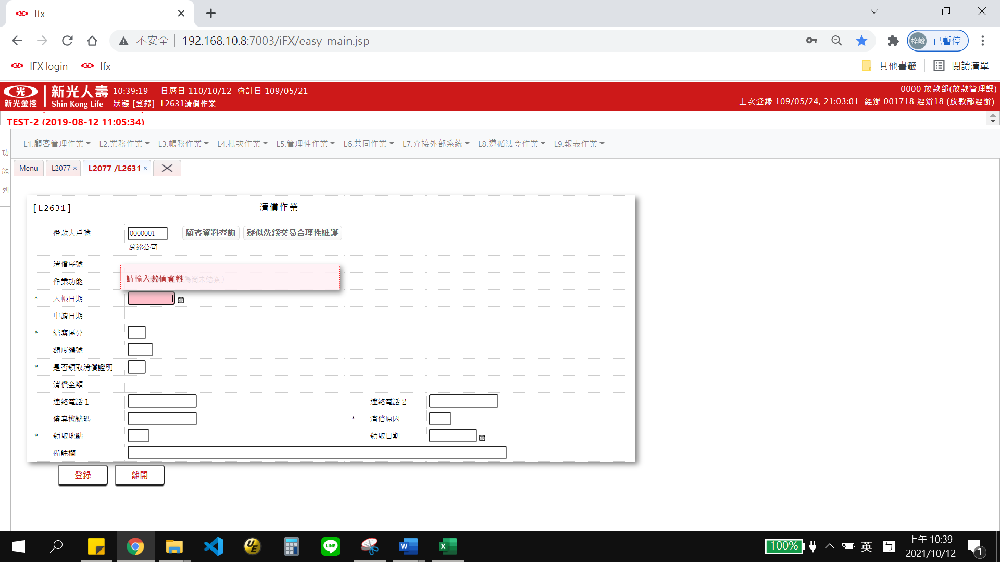 Ifx
不安全 192.168.10.8:7003/iFX/easy_main.jsp 梓峻 已暫停
IFX login Ifx 其他書籤 閱讀清單
新光金控 新光人壽 Shin Kong Life
10:39:19 日曆日 110/10/12 會計日 109/05/21
狀態 [登錄] L2631清償作業
0000 放款部(放款管理課)
上次登錄 109/05/24, 21:03:01 經辦 001718 經辦18 (放款部經辦)
TEST-2 (2019-08-12 11:05:34)
功
能
列
L1.顧客管理作業 L2.業務作業 L3.帳務作業 L4.批次作業 L5.管理性作業 L6.共同作業 L7.介接外部系統 L8.遵循法令作業 L9.報表作業
Menu L2077 × L2077 /L2631 ×
[L2631] 清償作業
借款人戶號 0000001 顧客資料查詢 疑似洗錢交易合理性維護
萬達公司
清償序號
作業功能
請輸入數值資料 為尚未結案）
* 入帳日期
申請日期
* 結案區分
額度編號
* 是否領取清償證明
清償金額
連絡電話１ 連絡電話２
傳真機號碼 * 清償原因
* 領取地點 領取日期
備註欄
登錄 離開
UE LINE W X 100% 英 ㄅ 上午 10:39
2021/10/12 1